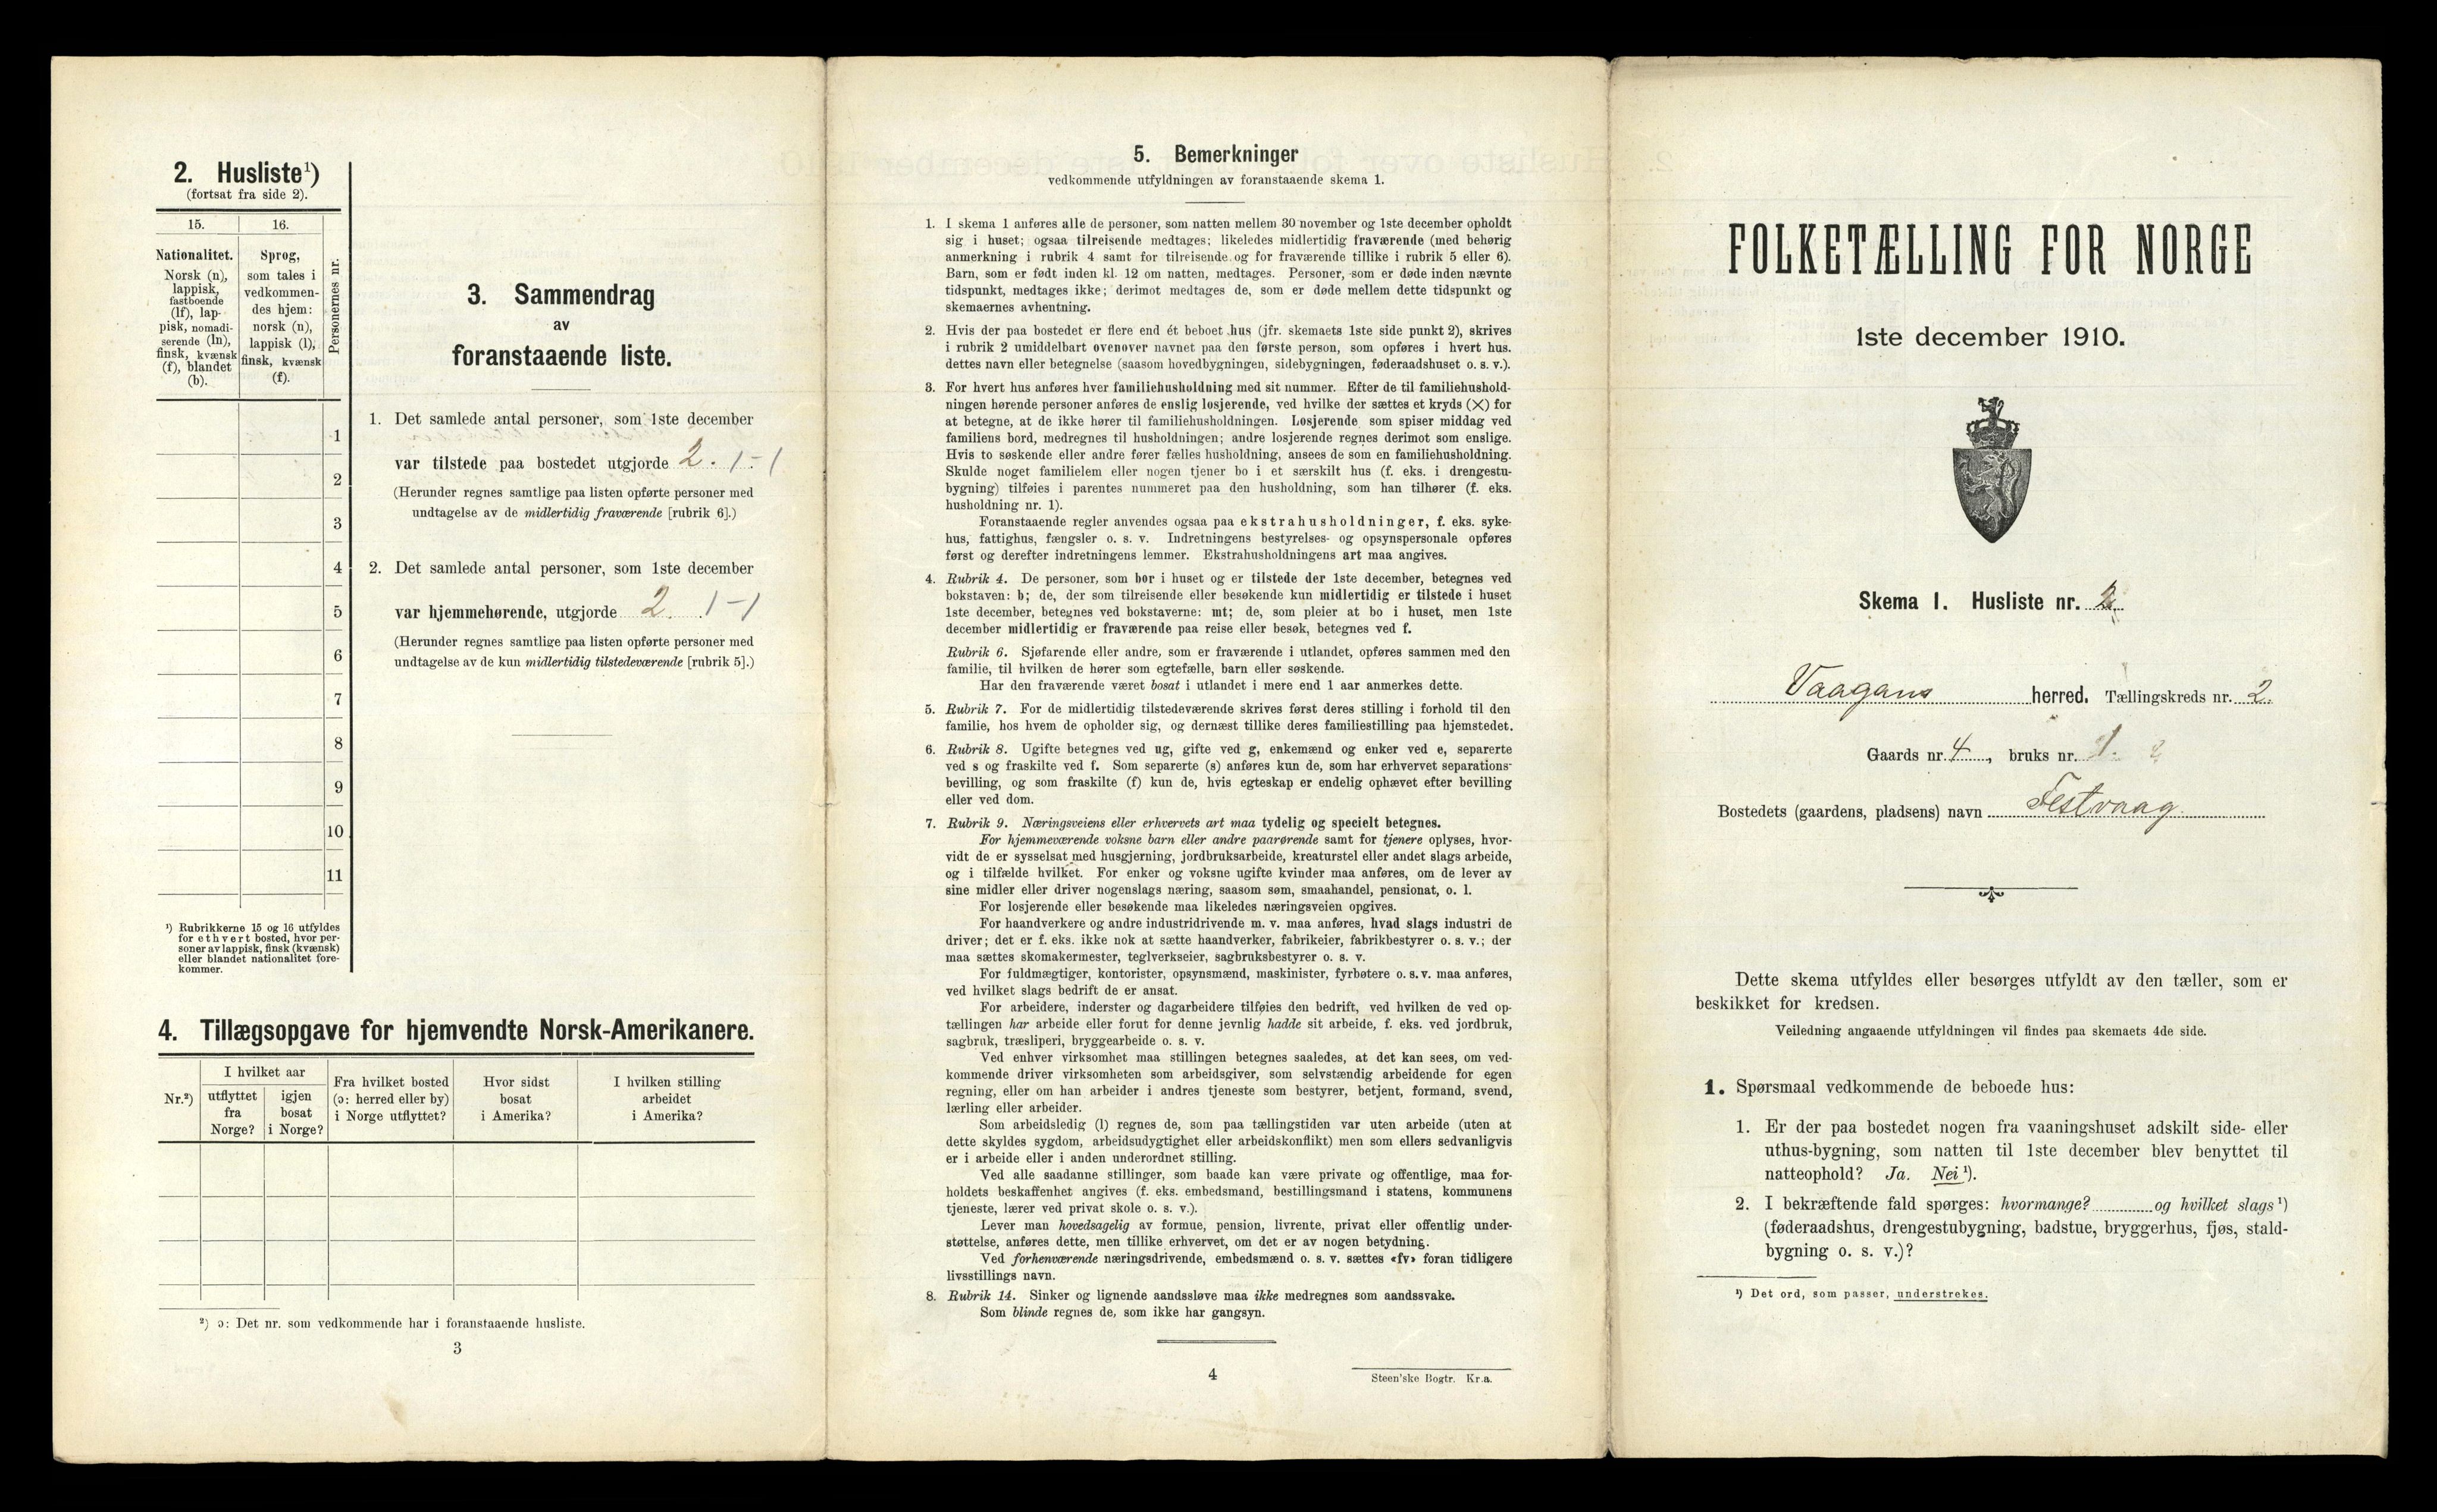 2. Husliste¹)
(fortsat fra side 2).
15.
16.
Personernes nr.
Nationalitet.
Norsk (n),
lappisk,
fastboende
(lf), lap-
pisk, nomadi-
serende (ln),
finsk, kvænsk
(f), blandet
(b).
Sprog,
som tales i
vedkommen-
des hjem:
norsk (n),
lappisk (l),
finsk, kvænsk
(f).
1
2
3
4
5
6
7
8
9
10
11
¹) Rubrikkerne 15 og 16 utfyldes
for ethvert bosted, hvor per-
soner av lappisk, finsk (kvænsk)
eller blandet nationalitet fore-
kommer.
3. Sammendrag
av
foranstaaende liste.
1. Det samlede antal personer, som 1ste december
var tilstede paa bostedet utgjorde 2. 1-1
(Herunder regnes samtlige paa listen opførte personer med
undtagelse av de midlertidig fraværende [rubrik 6].)
2. Det samlede antal personer, som 1ste december
var hjemmehørende, utgjorde 2. 1-1
(Herunder regnes samtlige paa listen opførte personer med
undtagelse av de kun midlertidig tilstedeværende [rubrik 5].)
4. Tillægsopgave for hjemvendte Norsk-Amerikanere.
Nr.²)
I hvilket aar
utflyttet
fra
Norge?
igjen
bosat
i Norge?
Fra hvilket bosted
(ɔ: herred eller by)
i Norge utflyttet?
Hvor sidst
bosat
i Amerika?
I hvilken stilling
arbeidet
i Amerika?
²) ɔ: Det nr. som vedkommende har i foranstaaende husliste.
3
5. Bemerkninger
vedkommende utfyldningen av foranstaaende skema 1.
1. I skema 1 anføres alle de personer, som natten mellem 30 november og 1ste december opholdt
sig i huset; ogsaa tilreisende medtages; likeledes midlertidig fraværende (med behørig
anmerkning i rubrik 4 samt for tilreisende og for fraværende tillike i rubrik 5 eller 6).
Barn, som er født inden kl. 12 om natten, medtages. Personer, som er døde inden nævnte
tidspunkt, medtages ikke; derimot medtages de, som er døde mellem dette tidspunkt og
skemaernes avhentning.
2. Hvis der paa bostedet er flere end ét beboet hus (jfr. skemaets 1ste side punkt 2), skrives
i rubrik 2 umiddelbart ovenover navnet paa den første person, som opføres i hvert hus.
dettes navn eller betegnelse (saasom hovedbygningen, sidebygningen, føderaadshuset o. s. v.).
3. For hvert hus anføres hver familiehusholdning med sit nummer. Efter de til familiehushold-
ningen hørende personer anføres de enslig losjerende, ved hvilke der sættes et kryds (×) for
at betegne, at de ikke hører til familiehusholdningen. Losjerende som spiser middag ved
familiens bord, medregnes til husholdningen; andre losjerende regnes derimot som enslige.
Hvis to søskende eller andre fører fælles husholdning, ansees de som en familiehusholdning.
Skulde noget familielem eller nogen tjener bo i et særskilt hus (f. eks. i drengestu-
bygning) tilføies i parentes nummeret paa den husholdning, som han tilhører (f. eks.
husholdning nr. 1).
Foranstaaende regler anvendes ogsaa paa ekstrahusholdninger, f. eks. syke-
hus, fattighus, fængsler o. s. v. Indretningens bestyrelses- og opsynspersonale opføres
først og derefter indretningens lemmer. Ekstrahusholdningens art maa angives.
4. Rubrik 4. De personer, som bor i huset og er tilstede der 1ste december, betegnes ved
bokstaven: b; de, der som tilreisende eller besøkende kun midlertidig er tilstede i huset
1ste december, betegnes ved bokstaverne: mt; de, som pleier at bo i huset, men 1ste
december midlertidig er fraværende paa reise eller besøk, betegnes ved f.
Rubrik 6. Sjøfarende eller andre, som er fraværende i utlandet, opføres sammen med den
familie, til hvilken de hører som egtefælle, barn eller søskende.
Har den fraværende været bosat i utlandet i mere end 1 aar anmerkes dette.
5. Rubrik 7. For de midlertidig tilstedeværende skrives først deres stilling i forhold til den
familie, hos hvem de opholder sig, og dernæst tillike deres familiestilling paa hjemstedet.
6. Rubrik 8. Ugifte betegnes ved ug, gifte ved g, enkemænd og enker ved e, separerte
ved s og fraskilte ved f. Som separerte (s) anføres kun de, som har erhvervet separations-
bevilling, og som fraskilte (f) kun de, hvis egteskap er endelig ophævet efter bevilling
eller ved dom.
7. Rubrik 9. Næringsveiens eller erhvervets art maa tydelig og specielt betegnes.
For hjemmeværende voksne barn eller andre paarørende samt for tjenere oplyses, hvor-
vidt de er sysselsat med husgjerning, jordbruksarbeide, kreaturstel eller andet slags arbeide,
og i tilfælde hvilket. For enker og voksne ugifte kvinder maa anføres, om de lever av
sine midler eller driver nogenslags næring, saasom søm, smaahandel, pensionat, o. l.
For losjerende eller besøkende maa likeledes næringsveien opgives.
For haandverkere og andre industridrivende m. v. maa anføres, hvad slags industri de
driver; det er f. eks. ikke nok at sætte haandverker, fabrikeier, fabrikbestyrer o. s. v.; der
maa sættes skomakermester, teglverkseier, sagbruksbestyrer o. s. v.
For fuldmægtiger, kontorister, opsynsmænd, maskinister, fyrbøtere o. s. v. maa anføres,
ved hvilket slags bedrift de er ansat.
For arbeidere, inderster og dagarbeidere tilføies den bedrift, ved hvilken de ved op-
tællingen har arbeide eller forut for denne jevnlig hadde sit arbeide, f. eks. ved jordbruk,
sagbruk, træsliperi, bryggearbeide o. s. v.
Ved enhver virksomhet maa stillingen betegnes saaledes, at det kan sees, om ved-
kommende driver virksomheten som arbeidsgiver, som selvstændig arbeidende for egen
regning, eller om han arbeider i andres tjeneste som bestyrer, betjent, formand, svend,
lærling eller arbeider.
Som arbeidsledig (l) regnes de, som paa tællingstiden var uten arbeide (uten at
dette skyldes sygdom, arbeidsudygtighet eller arbeidskonflikt) men som ellers sedvanligvis
er i arbeide eller i anden underordnet stilling.
Ved alle saadanne stillinger, som baade kan være private og offentlige, maa for-
holdets beskaffenhet angives (f. eks. embedsmand, bestillingsmand i statens, kommunens
tjeneste, lærer ved privat skole o. s. v.).
Lever man hovedsagelig av formue, pension, livrente, privat eller offentlig under-
støttelse, anføres dette, men tillike erhvervet, om det er av nogen betydning.
Ved forhenværende næringsdrivende, embedsmænd o. s. v. sættes «fv» foran tidligere
livsstillings navn.
8. Rubrik 14. Sinker og lignende aandssløve maa ikke medregnes som aandssvake.
Som blinde regnes de, som ikke har gangsyn.
4
Steen'ske Bogtr. Kr.a.
FOLKETÆLLING FOR NORGE
1ste december 1910.
Skema 1. Husliste nr. 2.
Vaagans herred. Tællingskreds nr. 2.
Gaards nr. 4, bruks nr. 1.
Bostedets (gaardens, pladsens) navn Festvaag.
Dette skema utfyldes eller besørges utfyldt av den tæller, som er
beskikket for kredsen.
Veiledning angaaende utfyldningen vil findes paa skemaets 4de side.
1. Spørsmaal vedkommende de beboede hus:
1. Er der paa bostedet nogen fra vaaningshuset adskilt side- eller
uthus-bygning, som natten til 1ste december blev benyttet til
natteophold? Ja. Nei ¹).
2. I bekræftende fald spørges: hvormange? og hvilket slags ¹)
(føderaadshus, drengestubygning, badstue, bryggerhus, fjøs, stald-
bygning o. s. v.)?
¹) Det ord, som passer, understrekes.